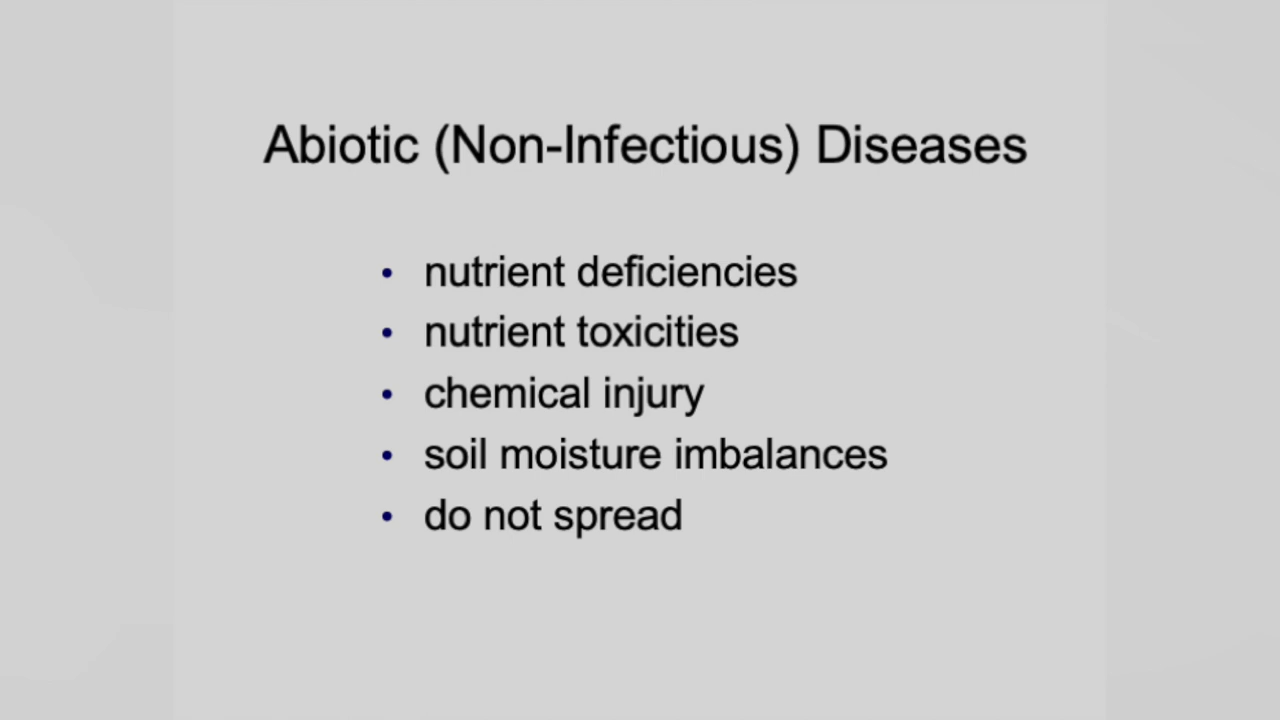 Abiotic (Non-Infectious) Diseases
• nutrient deficiencies
• nutrient toxicities
• chemical injury
• soil moisture imbalances
• do not spread